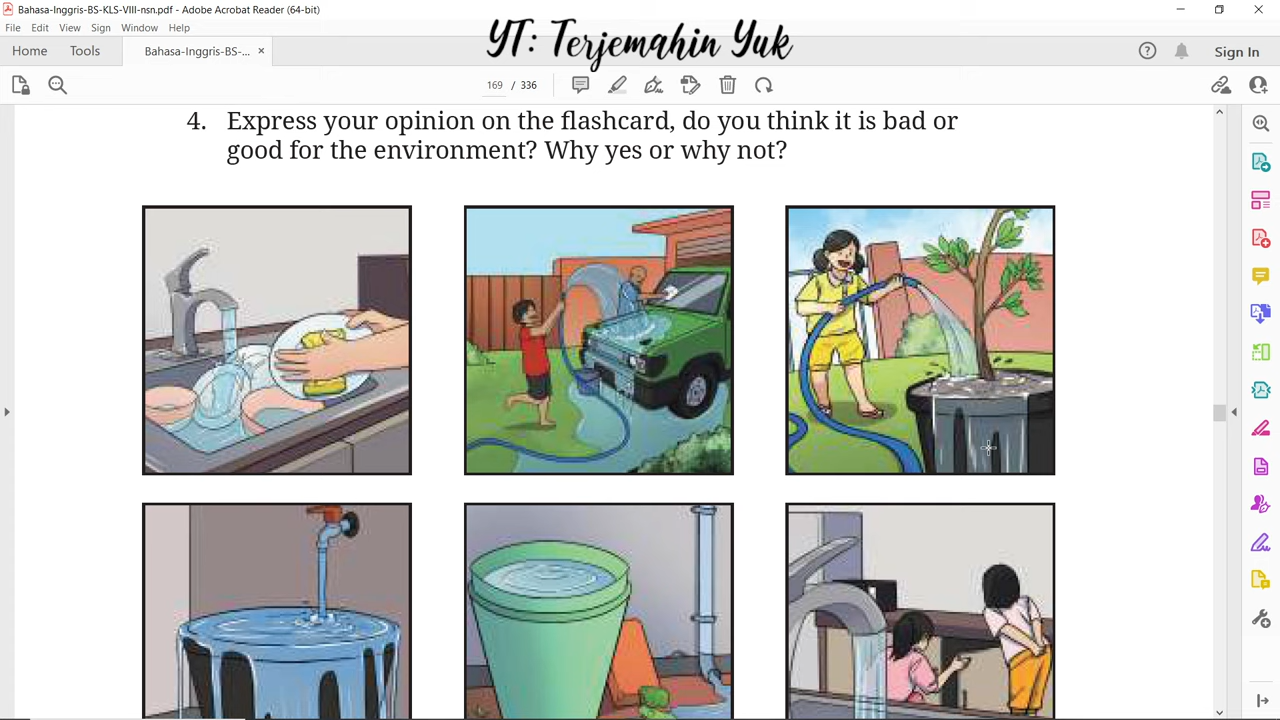 Bahasa-Inggris-BS-KLS-VIII-nsn.pdf - Adobe Acrobat Reader (64-bit)
File Edit View Sign Window Help
YT: Terjemahin Yuk
Home Tools Bahasa-Inggris-BS-... × Sign In
169 / 336
4. Express your opinion on the flashcard, do you think it is bad or
good for the environment? Why yes or why not?